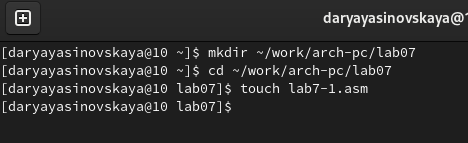 daryayasinovskaya@1
[daryayasinovskaya@10 ~]$ mkdir ~/work/arch-pc/lab07
[daryayasinovskaya@10 ~]$ cd ~/work/arch-pc/lab07
[daryayasinovskaya@10 lab07]$ touch lab7-1.asm
[daryayasinovskaya@10 lab07]$